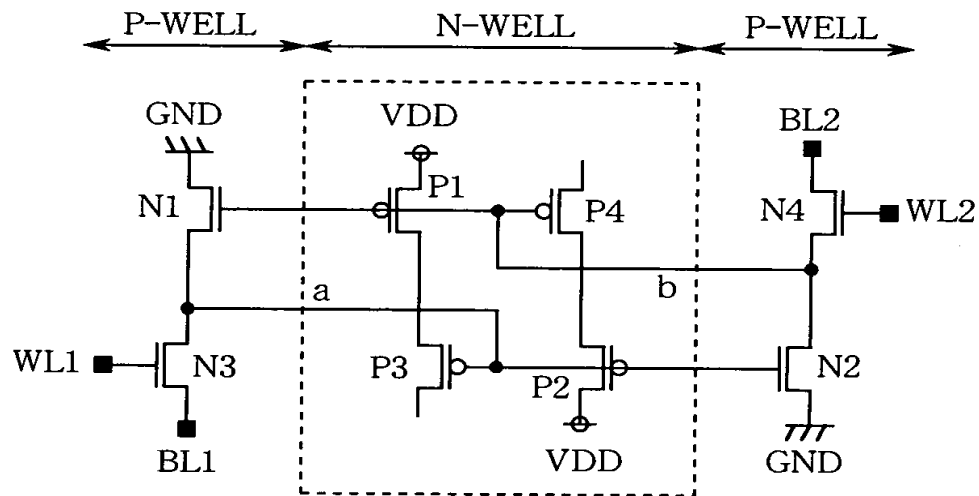 P-WELL N-WELL P-WELL
GND VDD BL2
N1 P1 P4 N4 WL2
a b
WL1 N3 P3 P2 N2
BL1 VDD GND